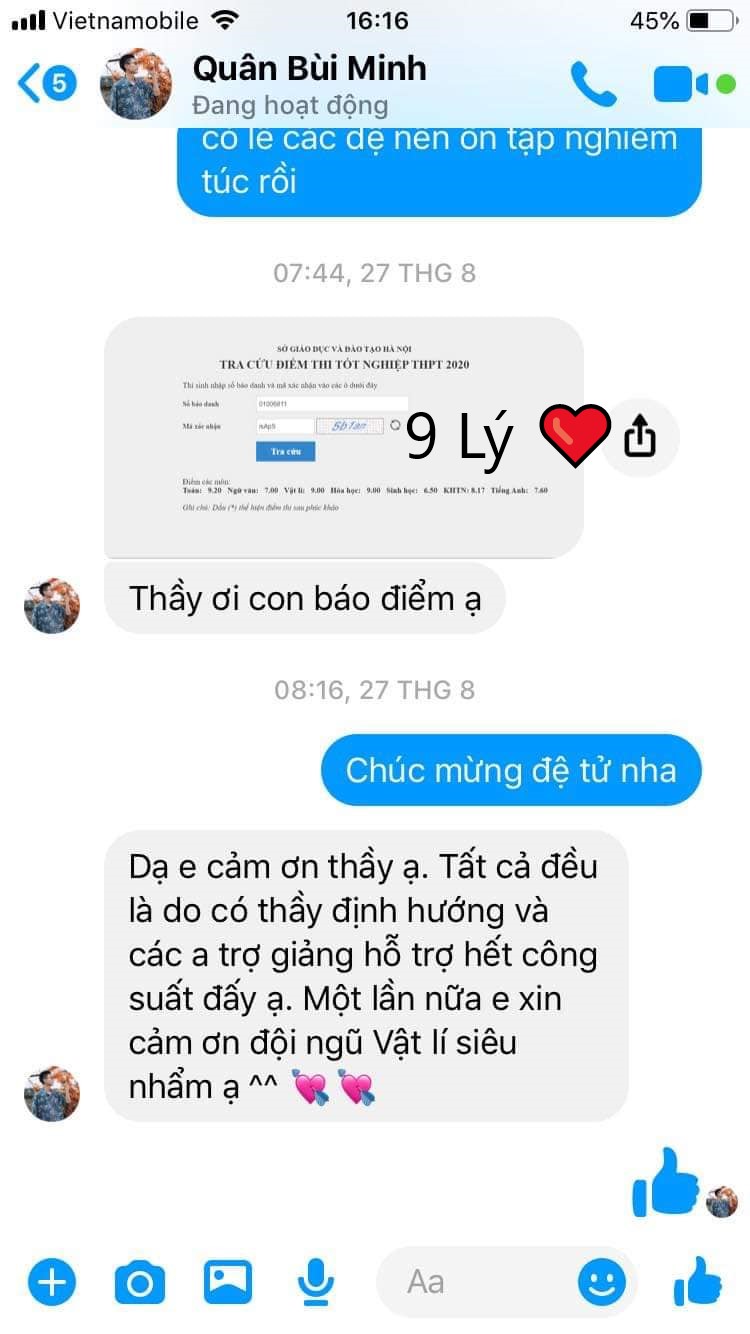 Vietnamobile 16:16 45%
5 Quân Bùi Minh
Đang hoạt động
có lẽ các đệ nên ôn tập nghiêm
túc rồi
07:44, 27 THG 8
SỞ GIÁO DỤC VÀ ĐÀO TẠO HÀ NỘI
TRA CỨU ĐIỂM THI TỐT NGHIỆP THPT 2020
Thí sinh nhập số báo danh và mã xác nhận vào các ô dưới đây
Số báo danh
Mã xác nhận
9 Lý ❤️
Tra cứu
Điểm các môn:
Toán: 9.20 Ngữ văn: 7.00 Vật lí: 9.00 Hóa học: 9.00 Sinh học: 6.50 KHTN: 8.17 Tiếng Anh: 7.60
Ghi chú: Dấu (*) thể hiện điểm thi sau phúc khảo
Thầy ơi con báo điểm ạ
08:16, 27 THG 8
Chúc mừng đệ tử nha
Dạ e cảm ơn thầy ạ. Tất cả đều
là do có thầy định hướng và
các a trợ giảng hỗ trợ hết công
suất đấy ạ. Một lần nữa e xin
cảm ơn đội ngũ Vật lí siêu
nhẩm ạ ^^ 💘 💘
Aa